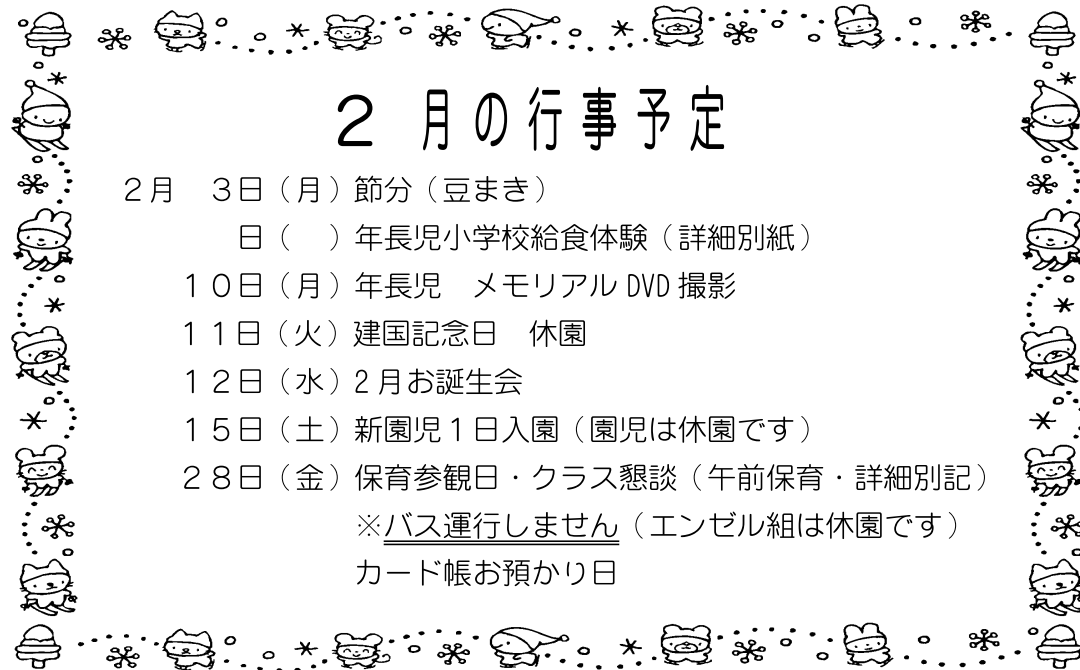 ２月の行事予定
２月　３日（月）節分（豆まき）
日（　）年長児小学校給食体験（詳細別紙）
１０日（月）年長児　メモリアルDVD撮影
１１日（火）建国記念日　休園
１２日（水）2月お誕生会
１５日（土）新園児１日入園（園児は休園です）
２８日（金）保育参観日・クラス懇談（午前保育・詳細別記）
※バス運行しません（エンゼル組は休園です）
カード帳お預かり日